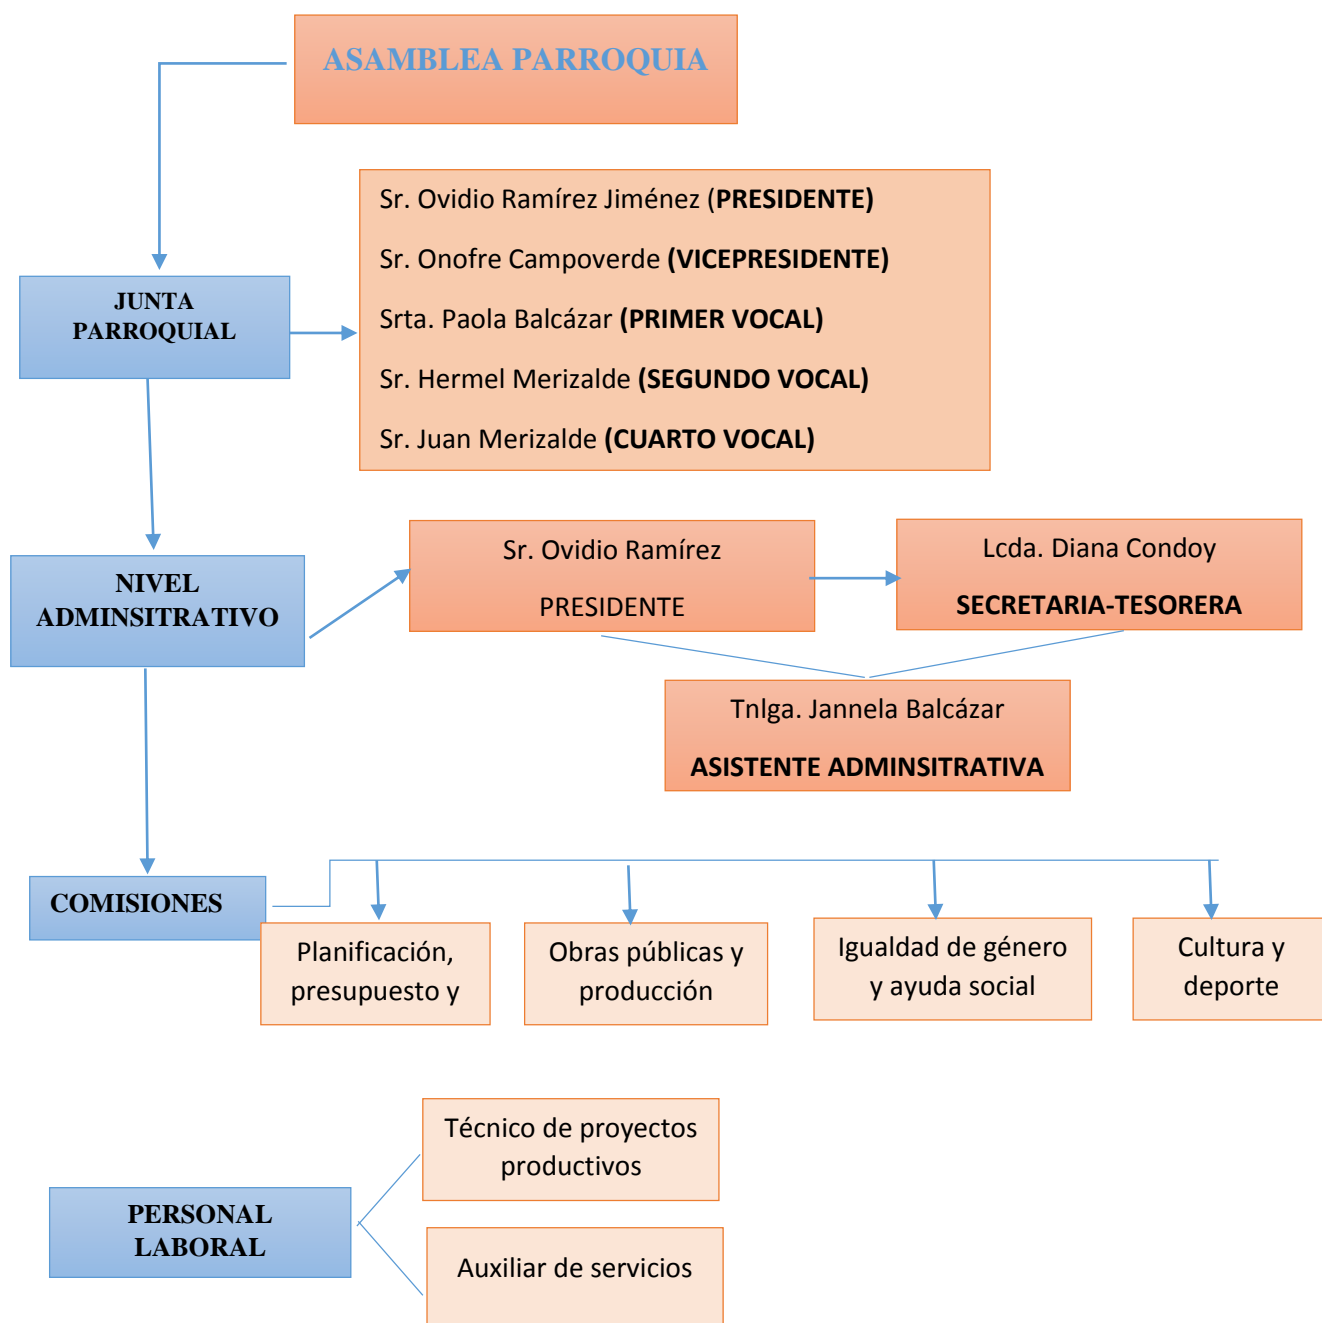 ASAMBLEA PARROQUIA
Sr. Ovidio Ramírez Jiménez (PRESIDENTE)
Sr. Onofre Campoverde (VICEPRESIDENTE)
Srta. Paola Balcázar (PRIMER VOCAL)
Sr. Hermel Merizalde (SEGUNDO VOCAL)
Sr. Juan Merizalde (CUARTO VOCAL)
JUNTA
PARROQUIAL
NIVEL
ADMINSITRATIVO
Sr. Ovidio Ramírez
PRESIDENTE
Lcda. Diana Condoy
SECRETARIA-TESORERA
Tnlga. Jannela Balcázar
ASISTENTE ADMINSITRATIVA
COMISIONES
Planificación,
presupuesto y
Obras públicas y
producción
Igualdad de género
y ayuda social
Cultura y
deporte
PERSONAL
LABORAL
Técnico de proyectos
productivos
Auxiliar de servicios